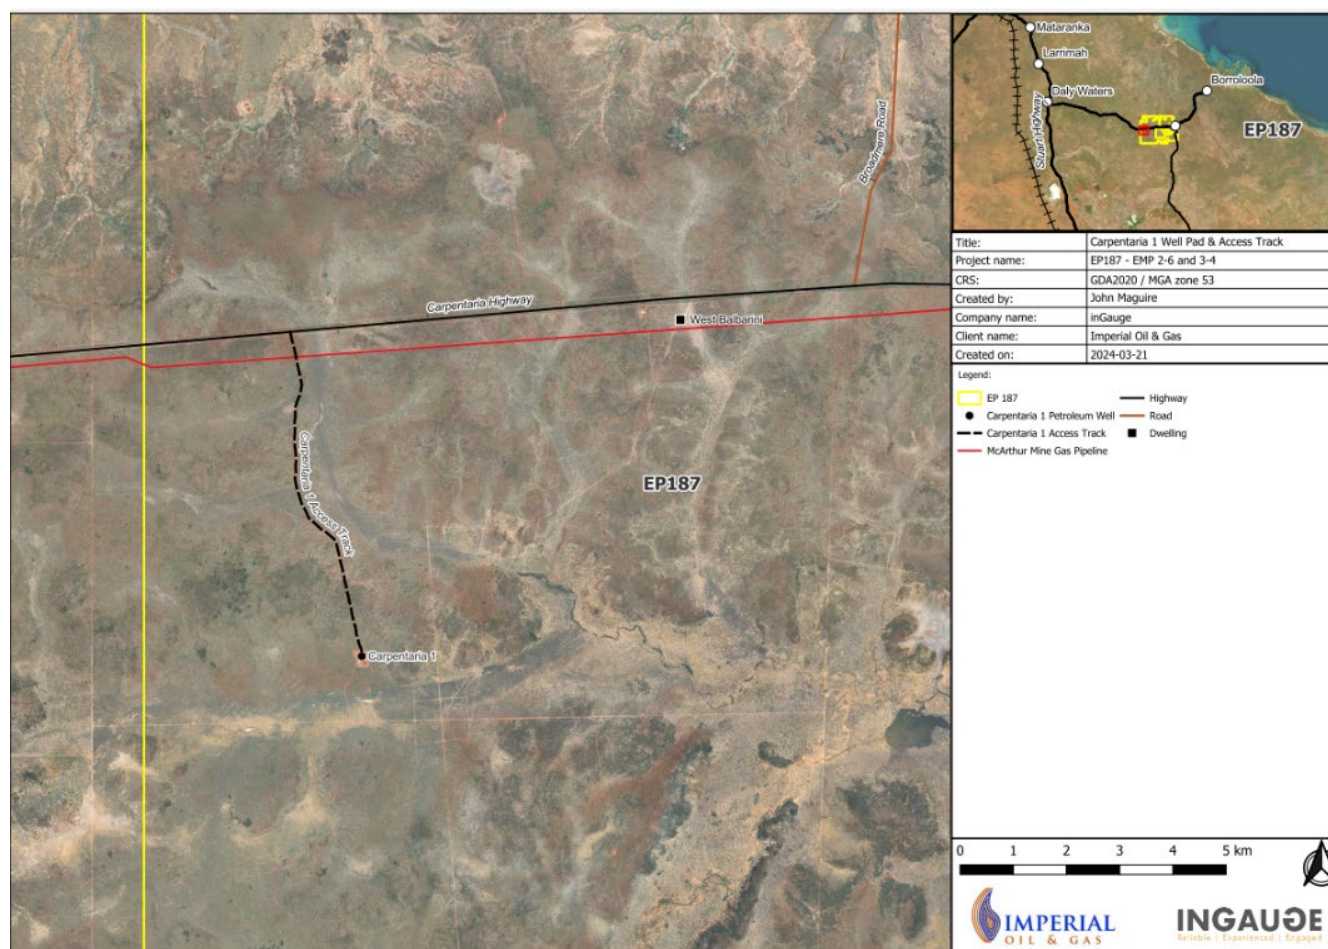 Broadmere Road
Carpentaria Highway
West Balbarini
Carpentaria 1 Access Track
EP187
Carpentaria 1
Mataranka
Larrimah
Daly Waters
Borroloola
Stuart Highway
EP187
Title: Carpentaria 1 Well Pad & Access Track
Project name: EP187 - EMP 2-6 and 3-4
CRS: GDA2020 / MGA zone 53
Created by: John Maguire
Company name: inGauge
Client name: Imperial Oil & Gas
Created on: 2024-03-21
Legend:
EP 187 Highway
Carpentaria 1 Petroleum Well Road
Carpentaria 1 Access Track Dwelling
McArthur Mine Gas Pipeline
0 1 2 3 4 5 km
IMPERIAL
OIL & GAS
INGAUGE
Reliable | Experienced | Engaged